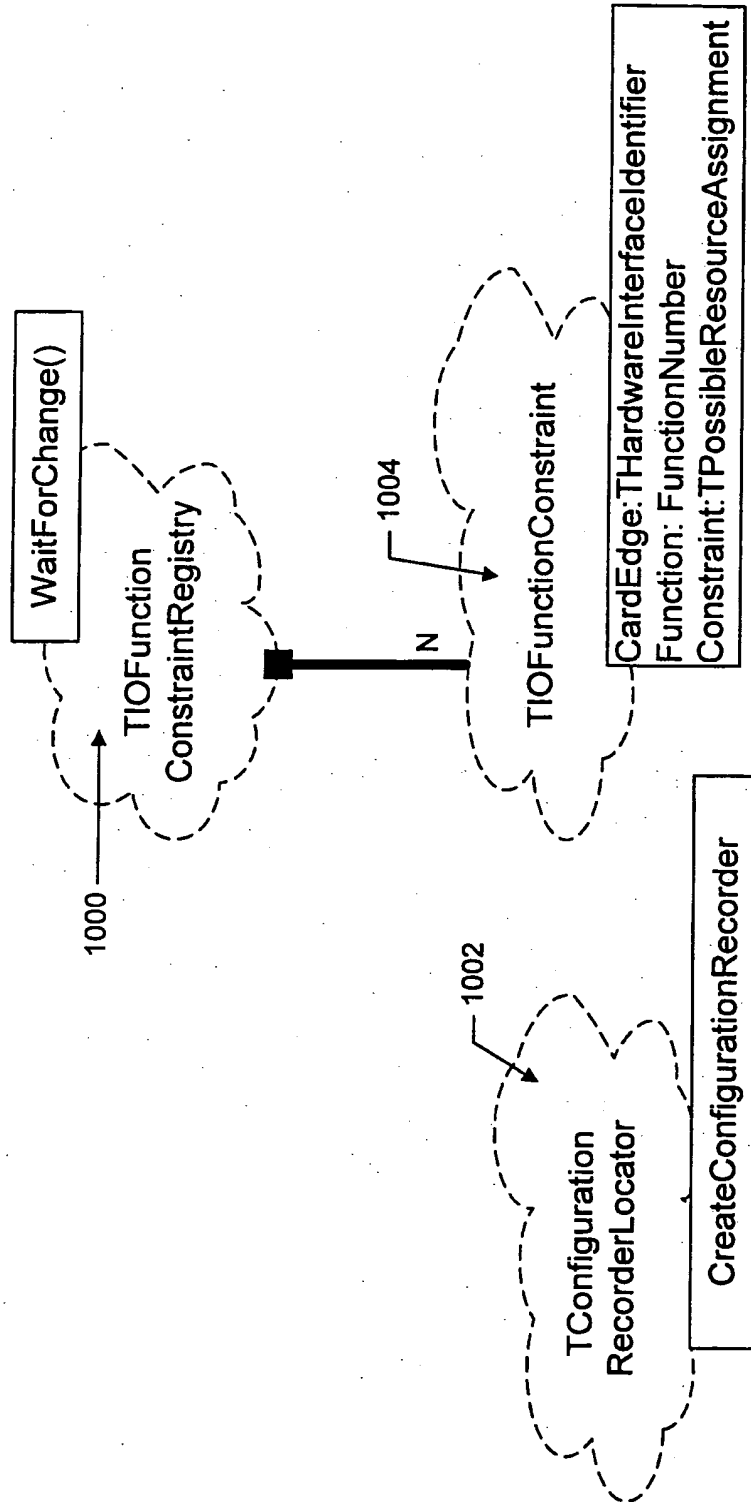 WaitForChange()
1000
TIOFunction
ConstraintRegistry
N
1002
TConfiguration
RecorderLocator
CreateConfigurationRecorder
1004
TIOFunctionConstraint
CardEdge:THardwareInterfaceIdentifier
Function: FunctionNumber
Constraint:TPossibleResourceAssignment